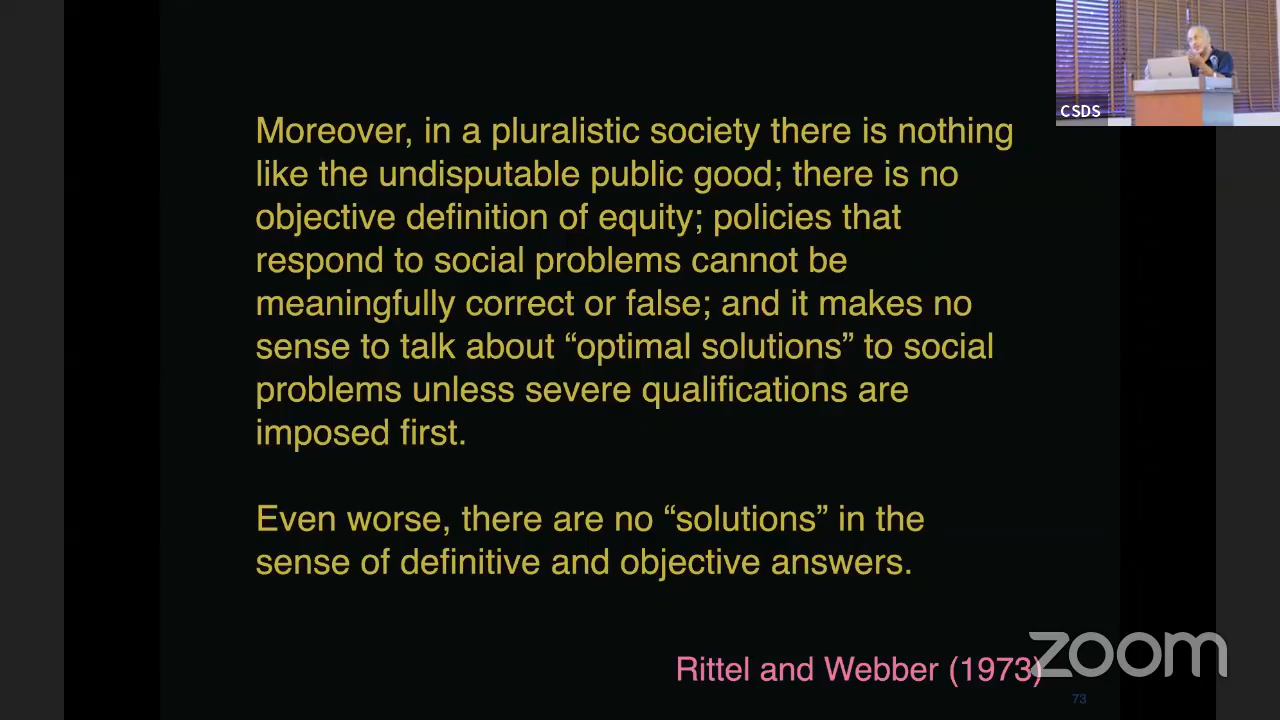 CSDS
Moreover, in a pluralistic society there is nothing
like the undisputable public good; there is no
objective definition of equity; policies that
respond to social problems cannot be
meaningfully correct or false; and it makes no
sense to talk about “optimal solutions” to social
problems unless severe qualifications are
imposed first.
Even worse, there are no “solutions” in the
sense of definitive and objective answers.
Rittel and Webber (1973)
zoom
73